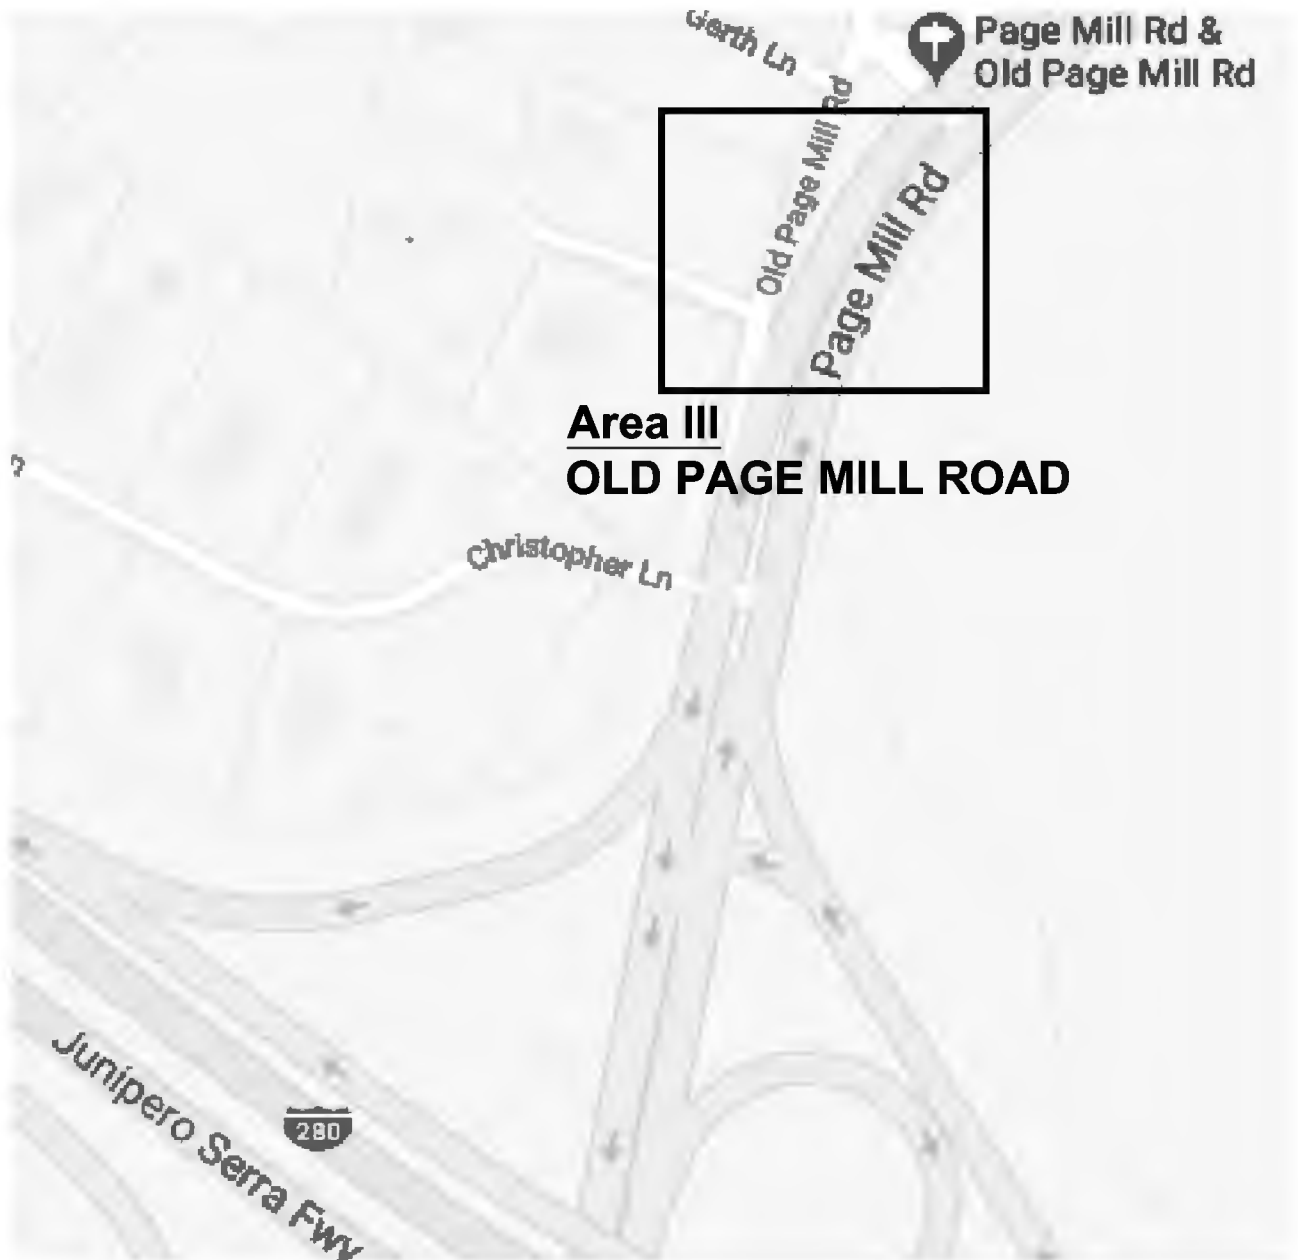 Gerth Ln
Page Mill Rd &
Old Page Mill Rd
Old Page Mill Rd
Page Mill Rd
Area III
OLD PAGE MILL ROAD
Christopher Ln
Junipero Serra Fwy
280